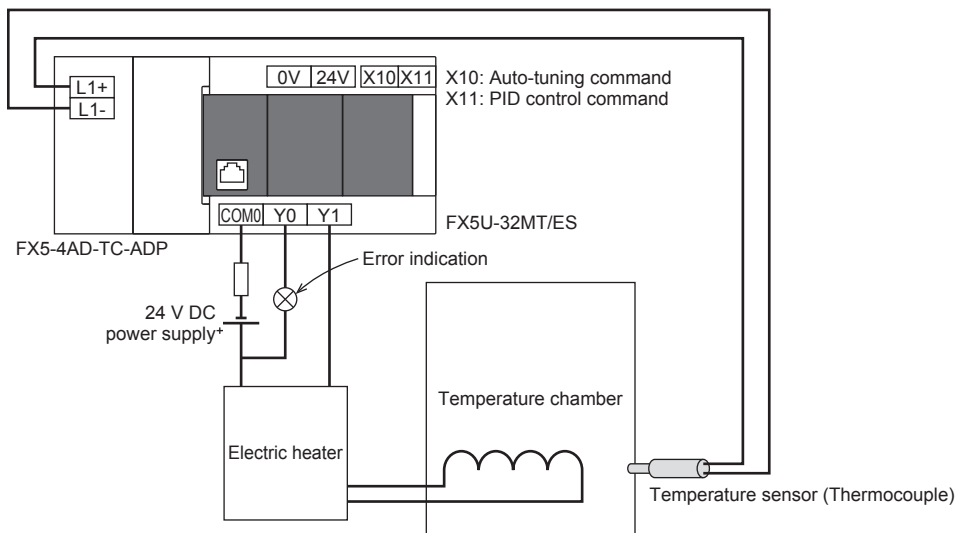 L1+
L1-
0V 24V X10 X11
X10: Auto-tuning command
X11: PID control command
COM0 Y0 Y1
FX5U-32MT/ES
FX5-4AD-TC-ADP
Error indication
24 V DC
power supply+
Temperature chamber
Electric heater
Temperature sensor (Thermocouple)